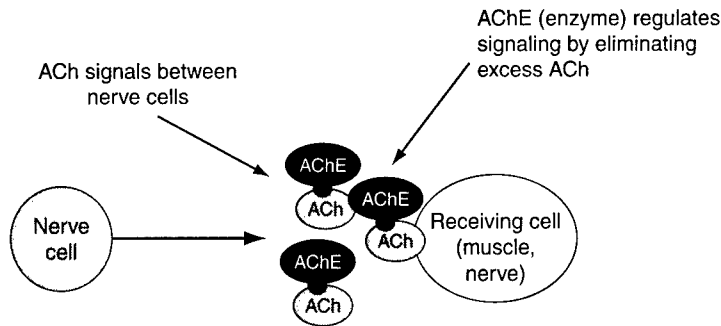 AChE (enzyme) regulates
signaling by eliminating
excess ACh
ACh signals between
nerve cells
AChE
ACh
AChE
ACh
Nerve
cell
AChE
ACh
Receiving cell
(muscle,
nerve)